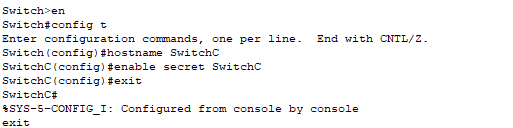 Switch>en
Switch#config t
Enter configuration commands, one per line.  End with CNTL/Z.
Switch(config)#hostname SwitchC
SwitchC(config)#enable secret SwitchC
SwitchC(config)#exit
SwitchC#
%SYS-5-CONFIG_I: Configured from console by console
exit